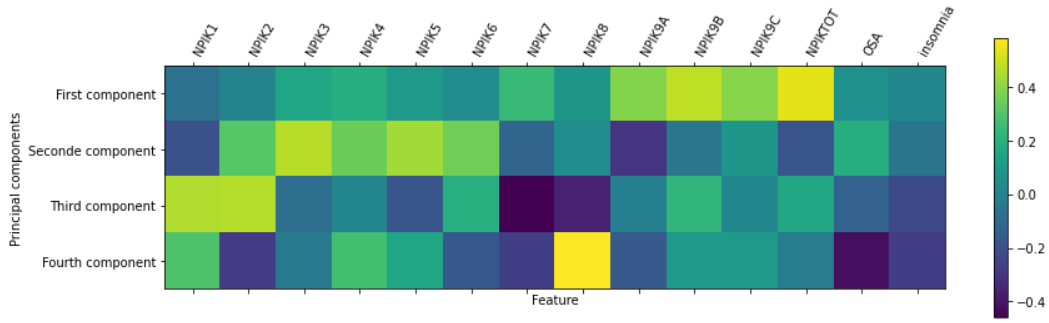 NPIK1 NPIK2 NPIK3 NPIK4 NPIK5 NPIK6 NPIK7 NPIK8 NPIK9A NPIK9B NPIK9C NPIKTOT OSA insomnia
Principal components
First component
Seconde component
Third component
Fourth component
Feature
0.4
0.2
0.0
−0.2
−0.4